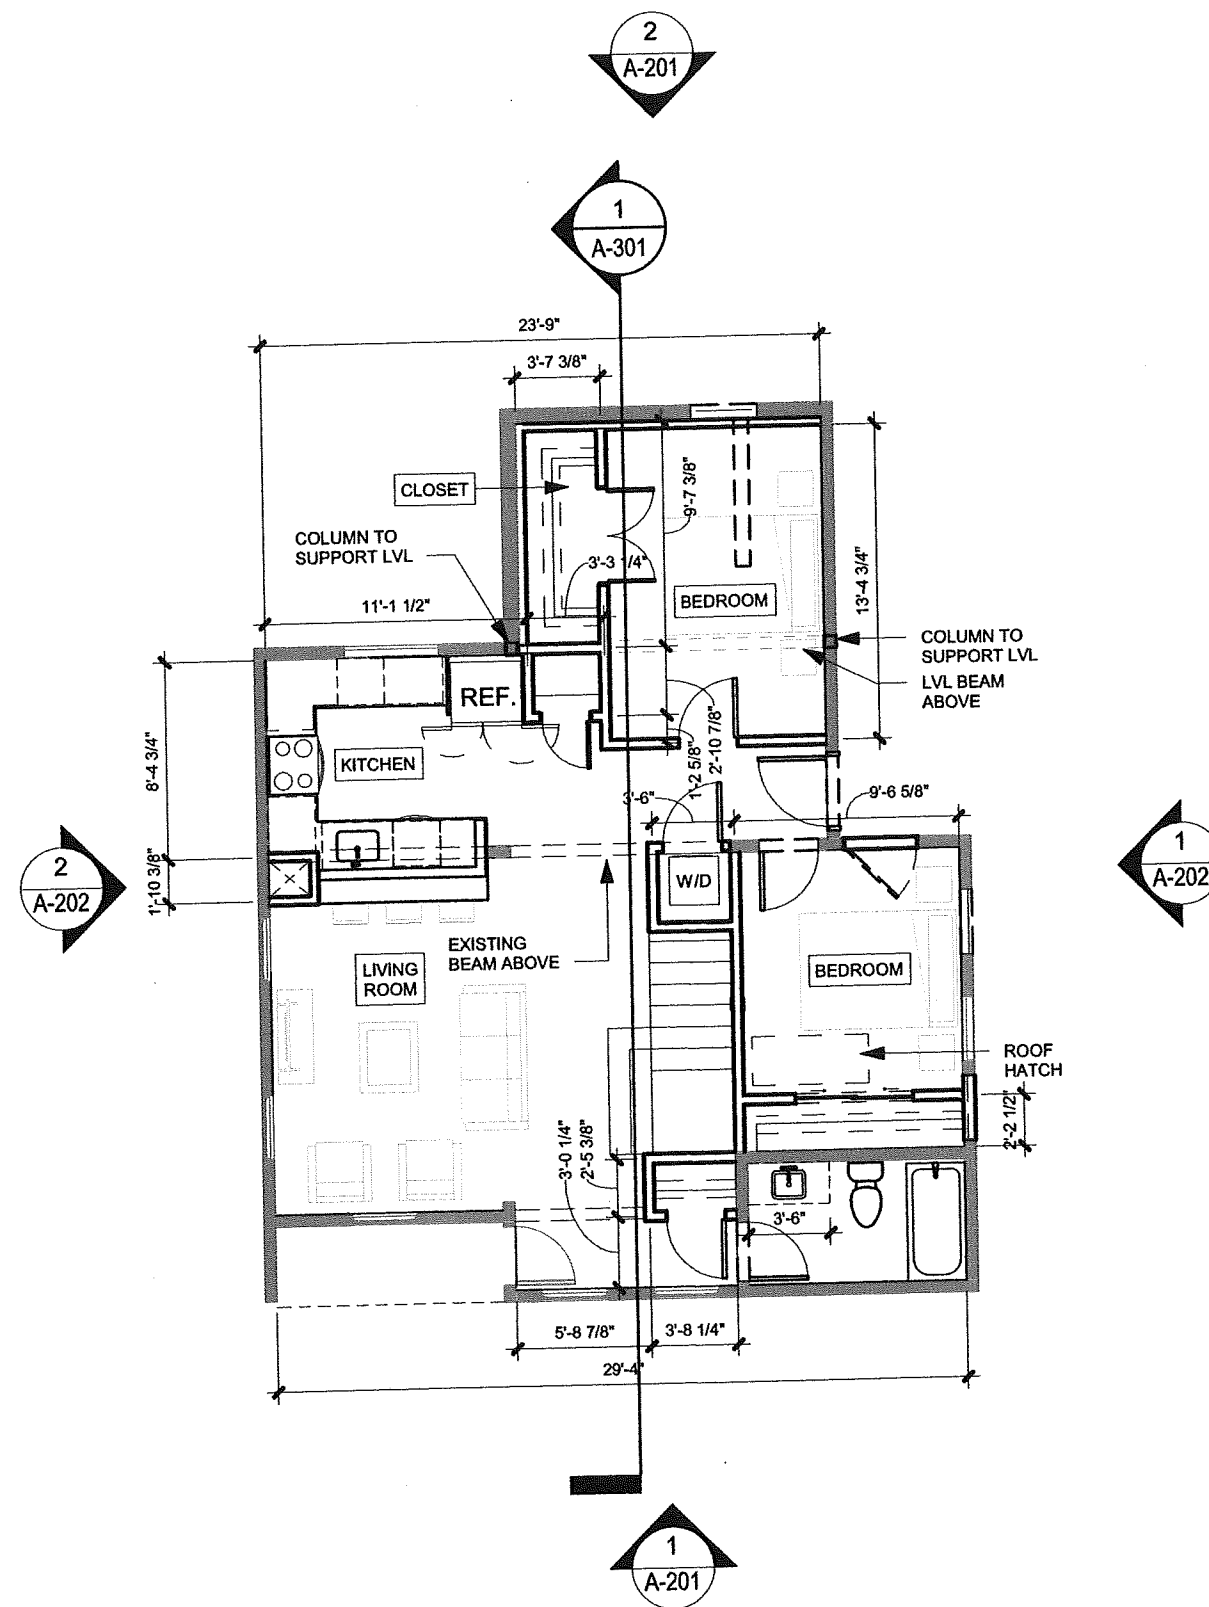 2
A-201
1
A-301
23'-9"
3'-7 3/8"
CLOSET
9'-7 3/8"
COLUMN TO
SUPPORT LVL
3'-3 1/4"
13'-4 3/4"
11'-1 1/2"
BEDROOM
COLUMN TO
SUPPORT LVL
LVL BEAM
ABOVE
REF.
8'-4 3/4"
KITCHEN
1'-2 5/8"
2'-10 7/8"
3'-6"
9'-6 5/8"
2
A-202
1'-10 3/8"
W/D
1
A-202
EXISTING
BEAM ABOVE
LIVING
ROOM
BEDROOM
ROOF
HATCH
2'-2 1/2"
3'-0 1/4"
2'-5 3/8"
3'-6"
5'-8 7/8"
3'-8 1/4"
29'-4"
1
A-201